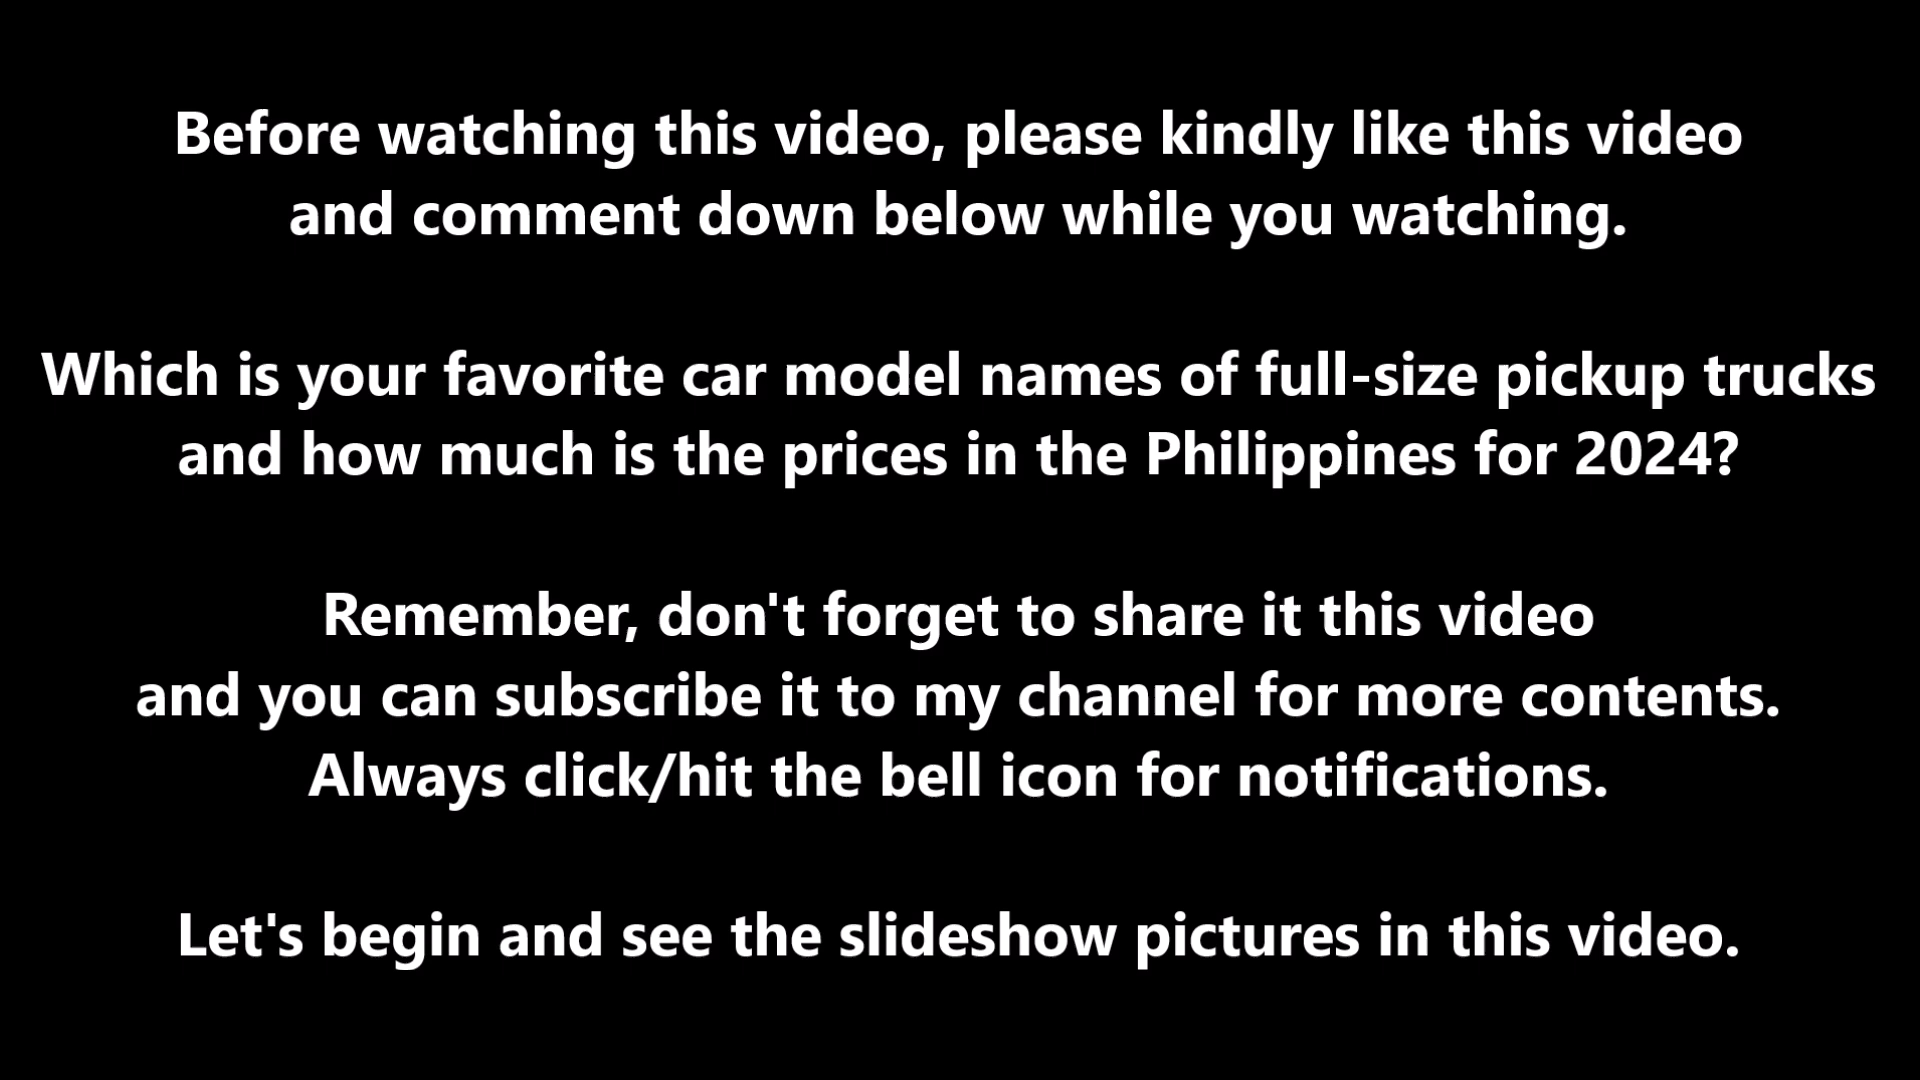 Before watching this video, please kindly like this video
and comment down below while you watching.
Which is your favorite car model names of full-size pickup trucks
and how much is the prices in the Philippines for 2024?
Remember, don't forget to share it this video
and you can subscribe it to my channel for more contents.
Always click/hit the bell icon for notifications.
Let's begin and see the slideshow pictures in this video.